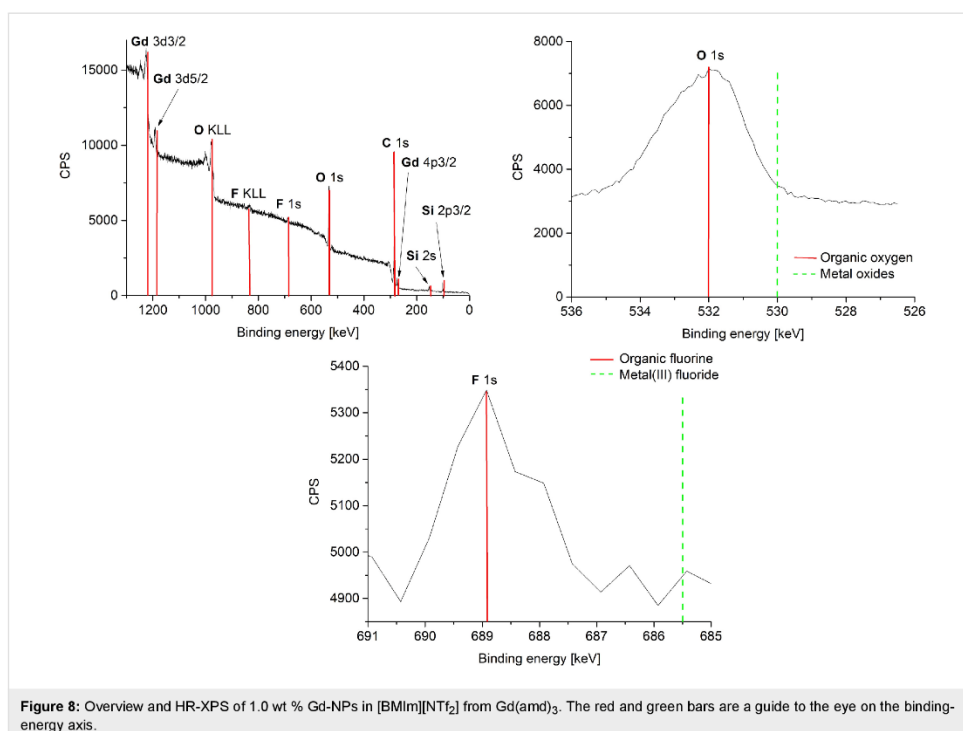 Gd 3d3/2
Gd 3d5/2
O KLL
F KLL
F 1s
O 1s
C 1s
Gd 4p3/2
Si 2p3/2
Si 2s
CPS
15000
10000
5000
0
1200 1000 800 600 400 200 0
Binding energy [keV]
O 1s
CPS
8000
6000
4000
2000
0
Organic oxygen
Metal oxides
536 534 532 530 528 526
Binding energy [keV]
Organic fluorine
Metal(III) fluoride
F 1s
CPS
5400
5300
5200
5100
5000
4900
691 690 689 688 687 686 685
Binding energy [keV]
Figure 8: Overview and HR-XPS of 1.0 wt % Gd-NPs in [BMIm][NTf2] from Gd(amd)3. The red and green bars are a guide to the eye on the binding-
energy axis.